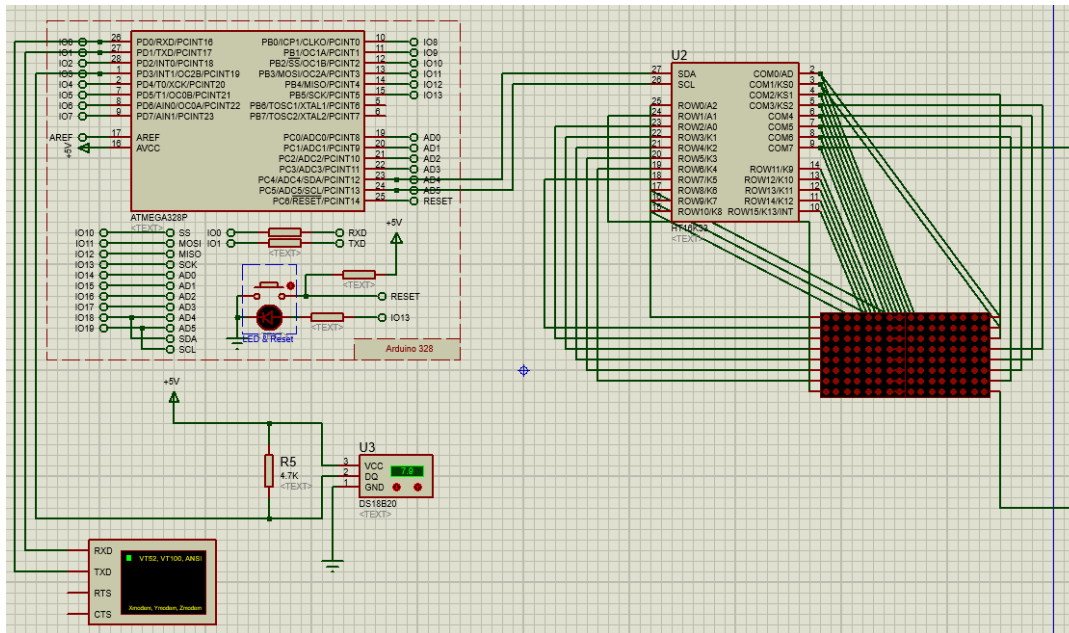 IO0 26 PD0/RXD/PCINT16 PB0/ICP1/CLKO/PCINT0 10 IO8
IO1 27 PD1/TXD/PCINT17 PB1/OC1A/PCINT1 11 IO9
IO2 28 PD2/INT0/PCINT18 PB2/SS/OC1B/PCINT2 12 IO10
IO3 1 PD3/INT1/OC2B/PCINT19 PB3/MOSI/OC2A/PCINT3 13 IO11
IO4 2 PD4/T0/XCK/PCINT20 PB4/MISO/PCINT4 14 IO12
IO5 7 PD5/T1/OC0B/PCINT21 PB5/SCK/PCINT5 15 IO13
IO6 8 PD6/AIN0/OC0A/PCINT22 PB6/TOSC1/XTAL1/PCINT6 5
IO7 9 PD7/AIN1/PCINT23 PB7/TOSC2/XTAL2/PCINT7 6
AREF 17 AREF PC0/ADC0/PCINT8 19 AD0
+5V 16 AVCC PC1/ADC1/PCINT9 20 AD1
PC2/ADC2/PCINT10 21 AD2
PC3/ADC3/PCINT11 22 AD3
PC4/ADC4/SDA/PCINT12 23 AD4
PC5/ADC5/SCL/PCINT13 24 AD5
PC6/RESET/PCINT14 25 RESET
ATMEGA328P
<TEXT>
IO10 SS
IO11 MOSI
IO12 MISO
IO13 SCK
IO14 AD0
IO15 AD1
IO16 AD2
IO17 AD3
IO18 AD4
IO19 AD5
SDA
SCL
IO0 RXD
IO1 TXD
<TEXT>
+5V
<TEXT>
RESET
IO13
<TEXT>
LED & Reset
Arduino 328
U2
27 SDA COM0/AD 2
26 SCL COM1/KS0 3
COM2/KS1 4
25 ROW0/A2 COM3/KS2 5
24 ROW1/A1 COM4 6
23 ROW2/A0 COM5 7
22 ROW3/K1 COM6 8
21 ROW4/K2 COM7 9
20 ROW5/K3
19 ROW6/K4 ROW11/K9 14
18 ROW7/K5 ROW12/K10 13
17 ROW8/K6 ROW13/K11 12
ROW9/K7 ROW14/K12 11
ROW10/K8 ROW15/K13/INT 10
HT16K33
<TEXT>
+5V
R5
4.7K
<TEXT>
U3
3 VCC 7.9
2 DQ
1 GND
DS18B20
<TEXT>
RXD
TXD
RTS
CTS
VT52, VT100, ANSI
Xmodem, Ymodem, Zmodem